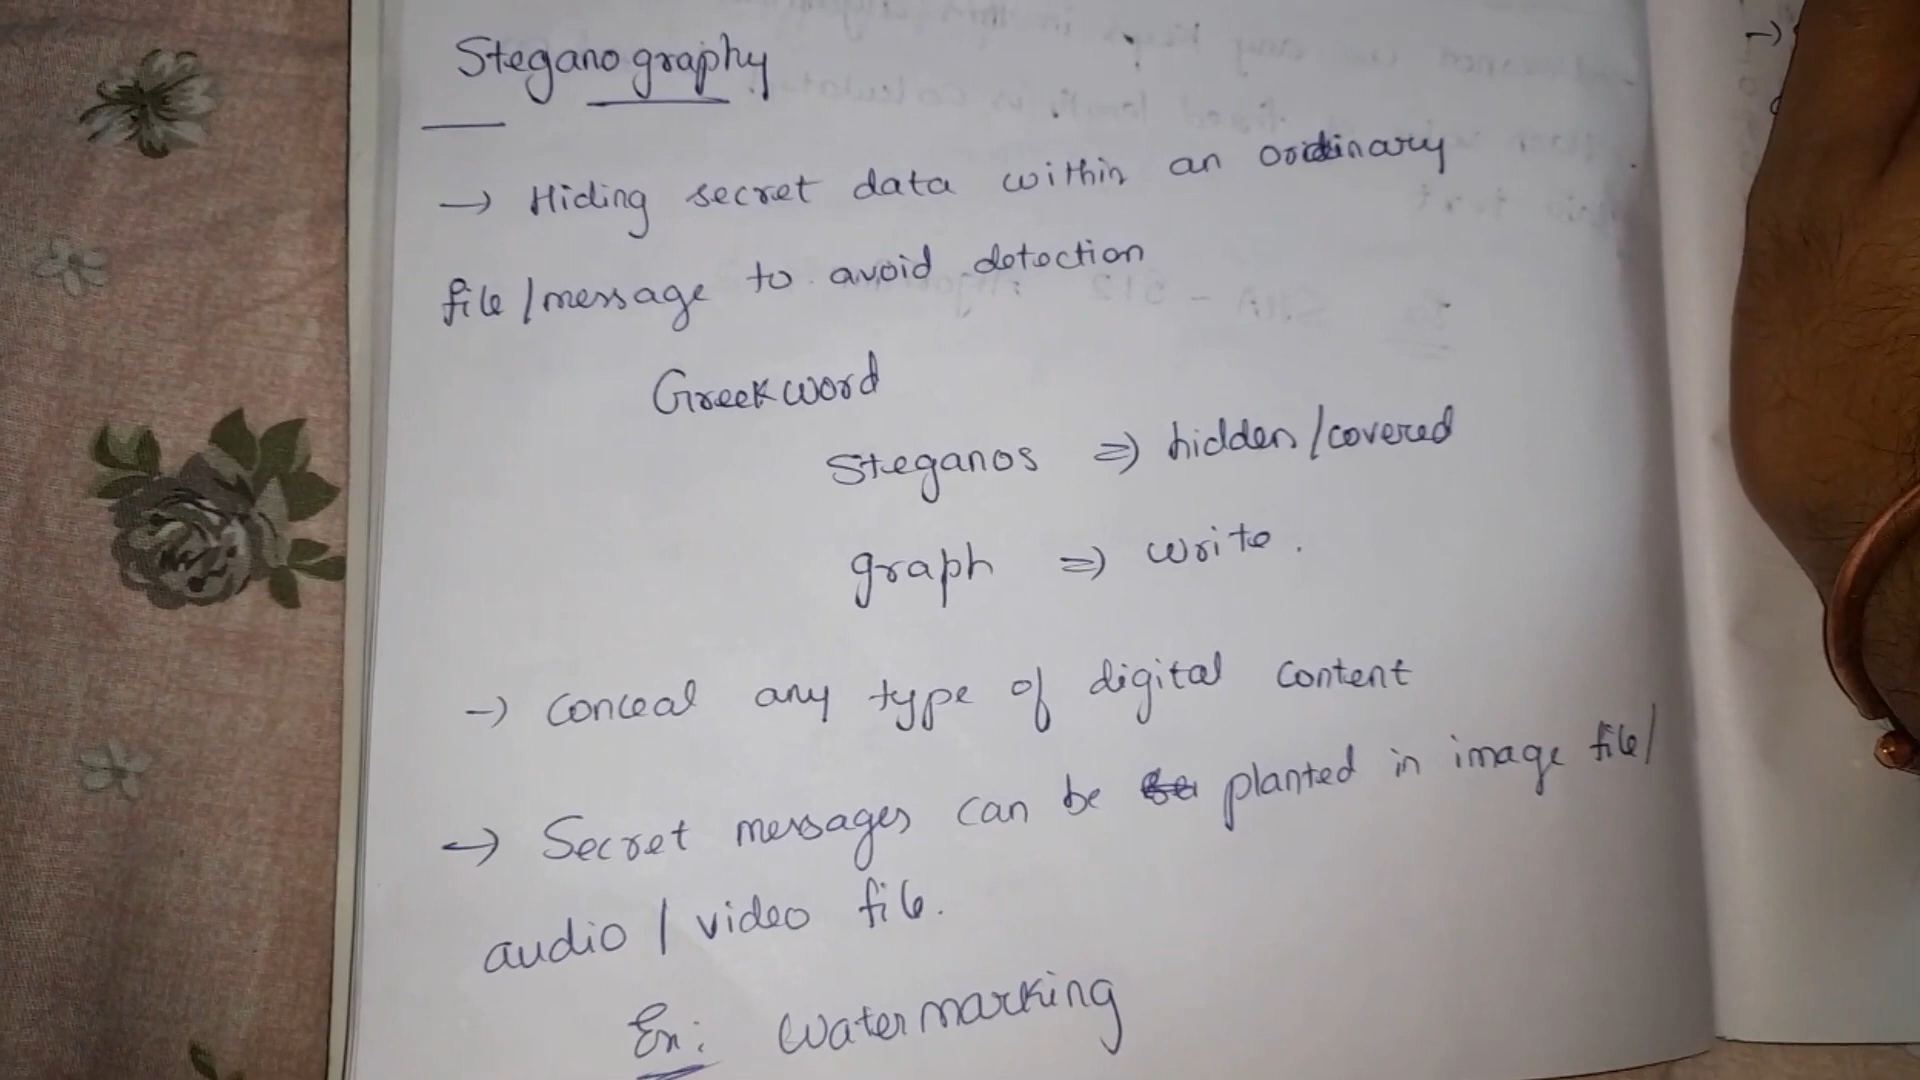 Steganography
→ Hiding secret data within an ordinary
file / message to avoid detection
Greek word
Steganos ⇒ hidden / covered
graph ⇒ write.
→ Conceal any type of digital content
→ Secret messages can be planted in image file /
audio / video file.
Ex: Watermarking